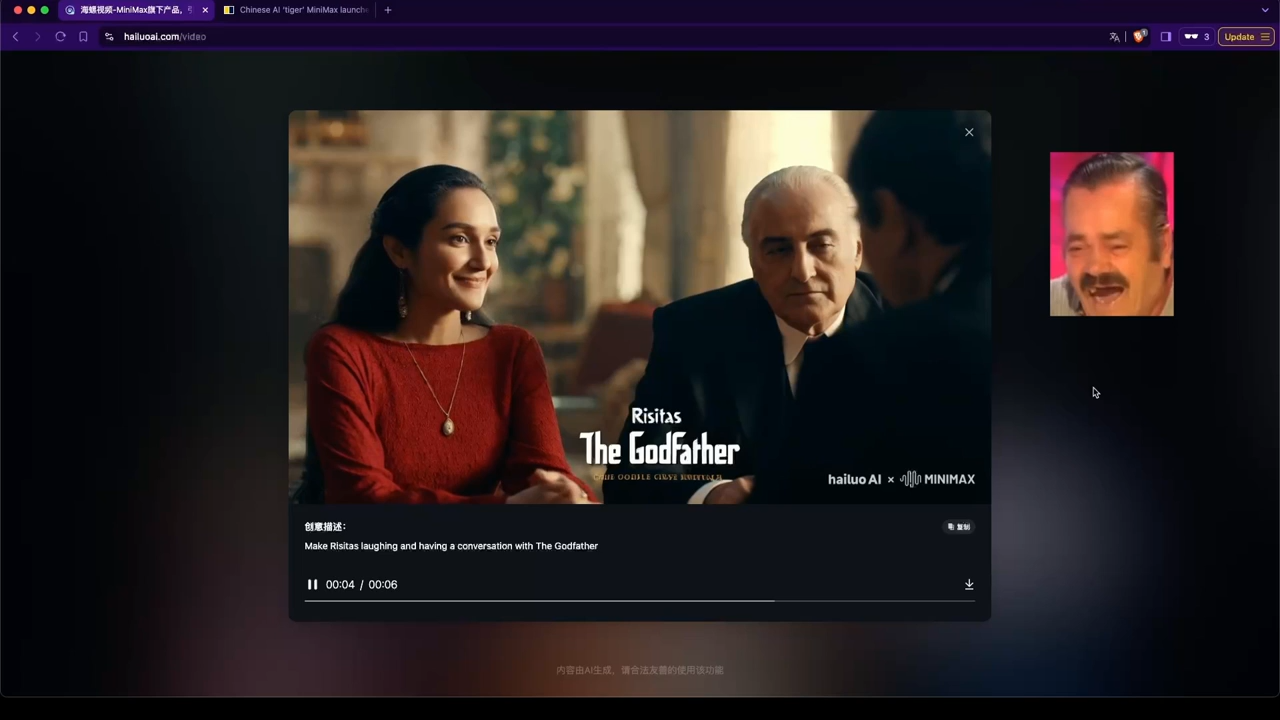 海螺视频-MiniMax旗下产品，
Chinese AI 'tiger' MiniMax launche
hailuoai.com/video
1
3
Update
Risitas
The Godfather
hailuo AI × MINIMAX
创意描述：
复制
Make Risitas laughing and having a conversation with The Godfather
00:04 / 00:06
内容由AI生成，请合法友善的使用该功能